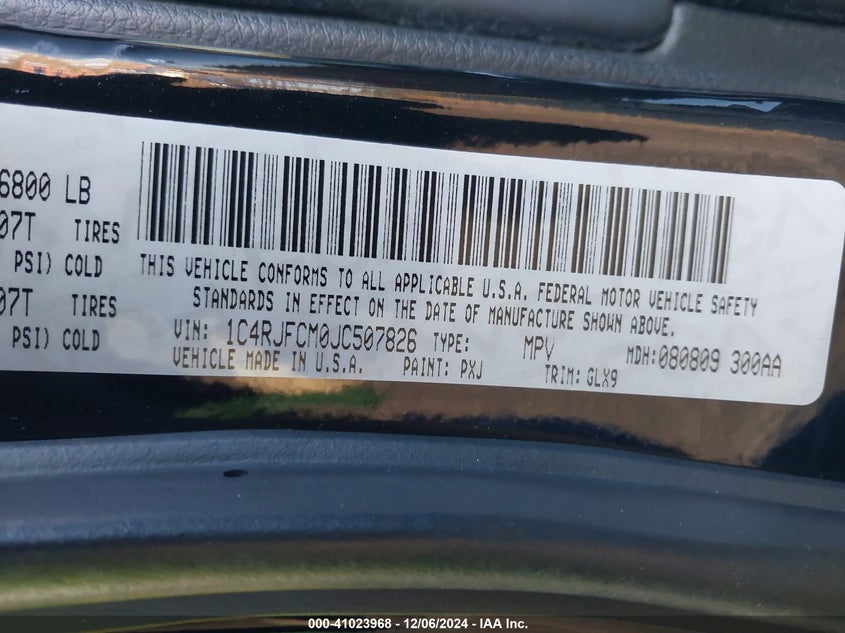 6800 LB
07T TIRES
PSI) COLD
07T TIRES
PSI) COLD
THIS VEHICLE CONFORMS TO ALL APPLICABLE U.S.A. FEDERAL MOTOR VEHICLE SAFETY
STANDARDS IN EFFECT ON THE DATE OF MANUFACTURE SHOWN ABOVE.
VIN: 1C4RJFCM0JC507826 TYPE: MPV MDH:080809 300AA
VEHICLE MADE IN U.S.A. PAINT: PXJ TRIM: GLX9
000-41023968 - 12/06/2024 - IAA Inc.